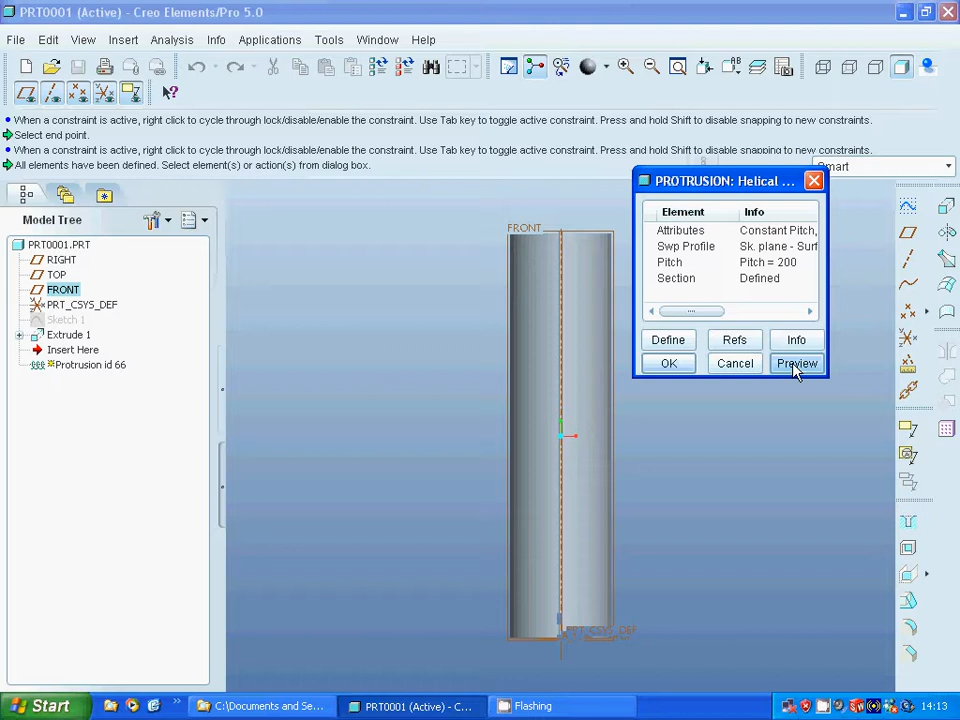 PRT0001 (Active) - Creo Elements/Pro 5.0
File Edit View Insert Analysis Info Applications Tools Window Help
When a constraint is active, right click to cycle through lock/disable/enable the constraint. Use Tab key to toggle active constraint. Press and hold Shift to disable snapping to new constraints.
Select end point.
When a constraint is active, right click to cycle through lock/disable/enable the constraint. Use Tab key to toggle active constraint. Press and hold Shift to disable snapping to new constraints.
All elements have been defined. Select element(s) or action(s) from dialog box.
Smart
Model Tree
PRT0001.PRT
RIGHT
TOP
FRONT
PRT_CSYS_DEF
Sketch 1
Extrude 1
Insert Here
Protrusion id 66
FRONT
PRT_CSYS_DEF
PROTRUSION: Helical ...
Element Info
Attributes Constant Pitch,
Swp Profile Sk. plane - Surf
Pitch Pitch = 200
Section Defined
Define Refs Info
OK Cancel Preview
Start C:\Documents and Se... PRT0001 (Active) - C... Flashing 14:13